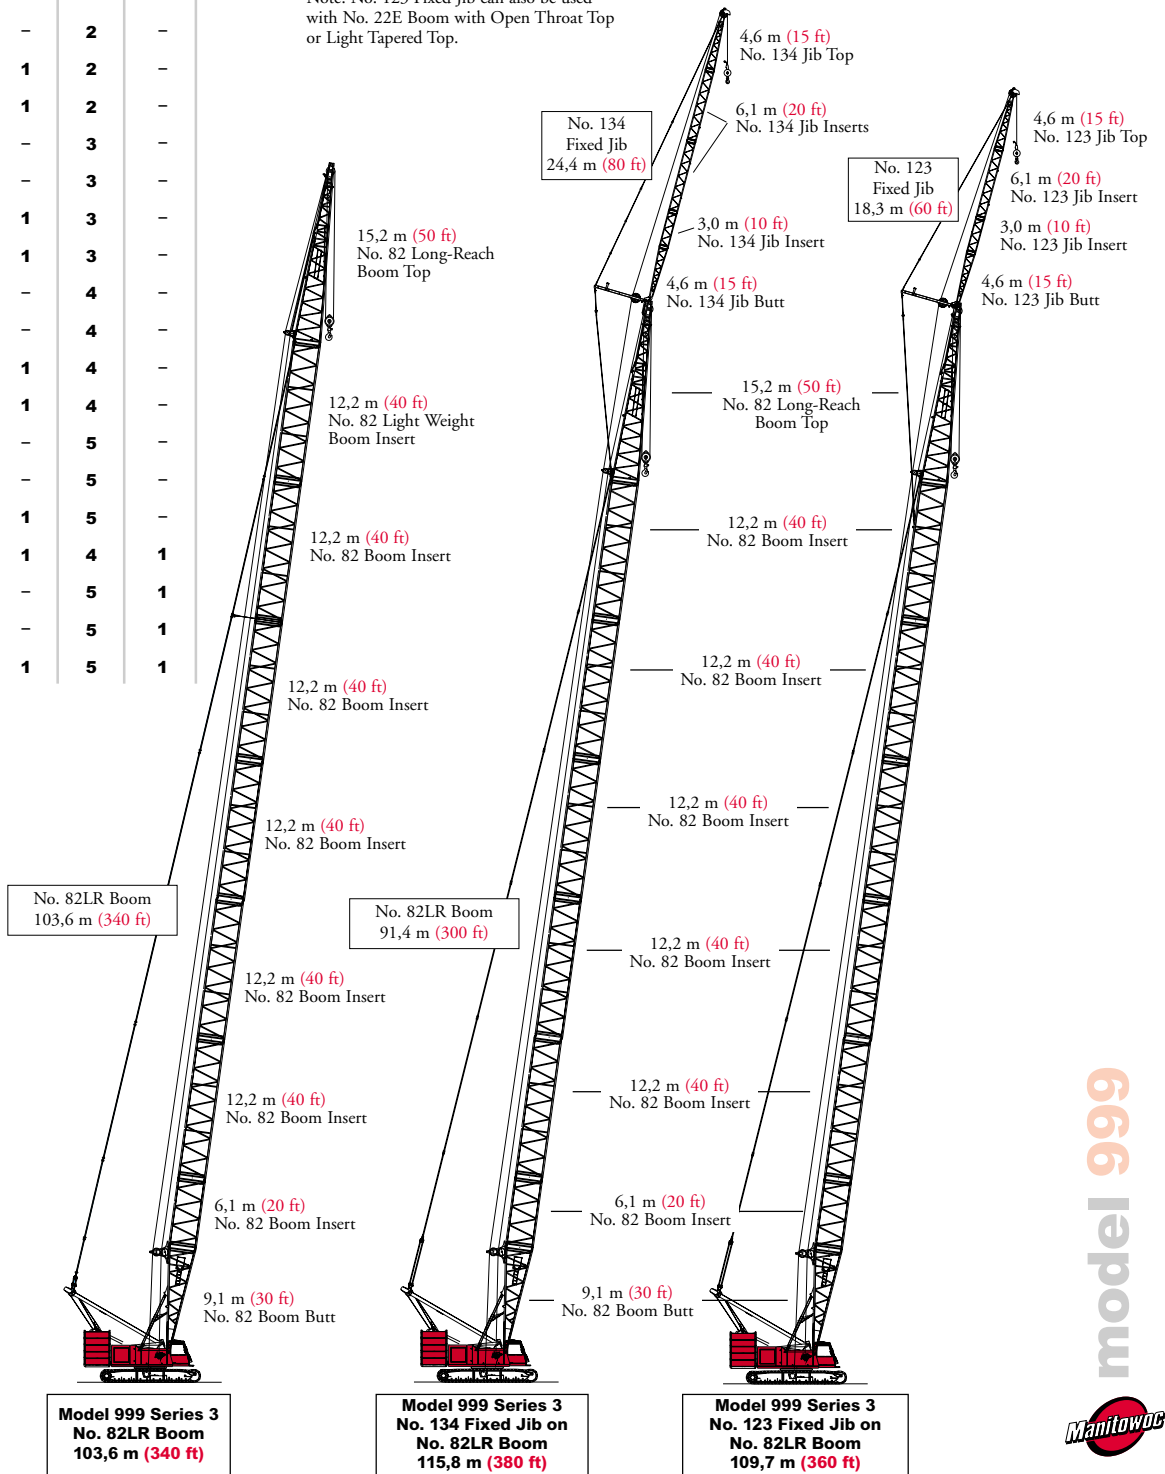 – 2 –
1 2 –
1 2 –
– 3 –
– 3 –
1 3 –
1 3 –
– 4 –
– 4 –
1 4 –
1 4 –
– 5 –
– 5 –
1 5 –
1 4 1
– 5 1
– 5 1
1 5 1
Note: No. 123 Fixed Jib can also be used
with No. 22E Boom with Open Throat Top
or Light Tapered Top.
15,2 m (50 ft)
No. 82 Long-Reach
Boom Top
12,2 m (40 ft)
No. 82 Light Weight
Boom Insert
12,2 m (40 ft)
No. 82 Boom Insert
12,2 m (40 ft)
No. 82 Boom Insert
12,2 m (40 ft)
No. 82 Boom Insert
No. 82LR Boom
103,6 m (340 ft)
12,2 m (40 ft)
No. 82 Boom Insert
12,2 m (40 ft)
No. 82 Boom Insert
6,1 m (20 ft)
No. 82 Boom Insert
9,1 m (30 ft)
No. 82 Boom Butt
Model 999 Series 3
No. 82LR Boom
103,6 m (340 ft)
4,6 m (15 ft)
No. 134 Jib Top
No. 134
Fixed Jib
24,4 m (80 ft)
6,1 m (20 ft)
No. 134 Jib Inserts
3,0 m (10 ft)
No. 134 Jib Insert
4,6 m (15 ft)
No. 134 Jib Butt
15,2 m (50 ft)
No. 82 Long-Reach
Boom Top
12,2 m (40 ft)
No. 82 Boom Insert
12,2 m (40 ft)
No. 82 Boom Insert
12,2 m (40 ft)
No. 82 Boom Insert
No. 82LR Boom
91,4 m (300 ft)
12,2 m (40 ft)
No. 82 Boom Insert
12,2 m (40 ft)
No. 82 Boom Insert
6,1 m (20 ft)
No. 82 Boom Insert
9,1 m (30 ft)
No. 82 Boom Butt
Model 999 Series 3
No. 134 Fixed Jib on
No. 82LR Boom
115,8 m (380 ft)
4,6 m (15 ft)
No. 123 Jib Top
No. 123
Fixed Jib
18,3 m (60 ft)
6,1 m (20 ft)
No. 123 Jib Insert
3,0 m (10 ft)
No. 123 Jib Insert
4,6 m (15 ft)
No. 123 Jib Butt
Model 999 Series 3
No. 123 Fixed Jib on
No. 82LR Boom
109,7 m (360 ft)
model 999
Manitowoc